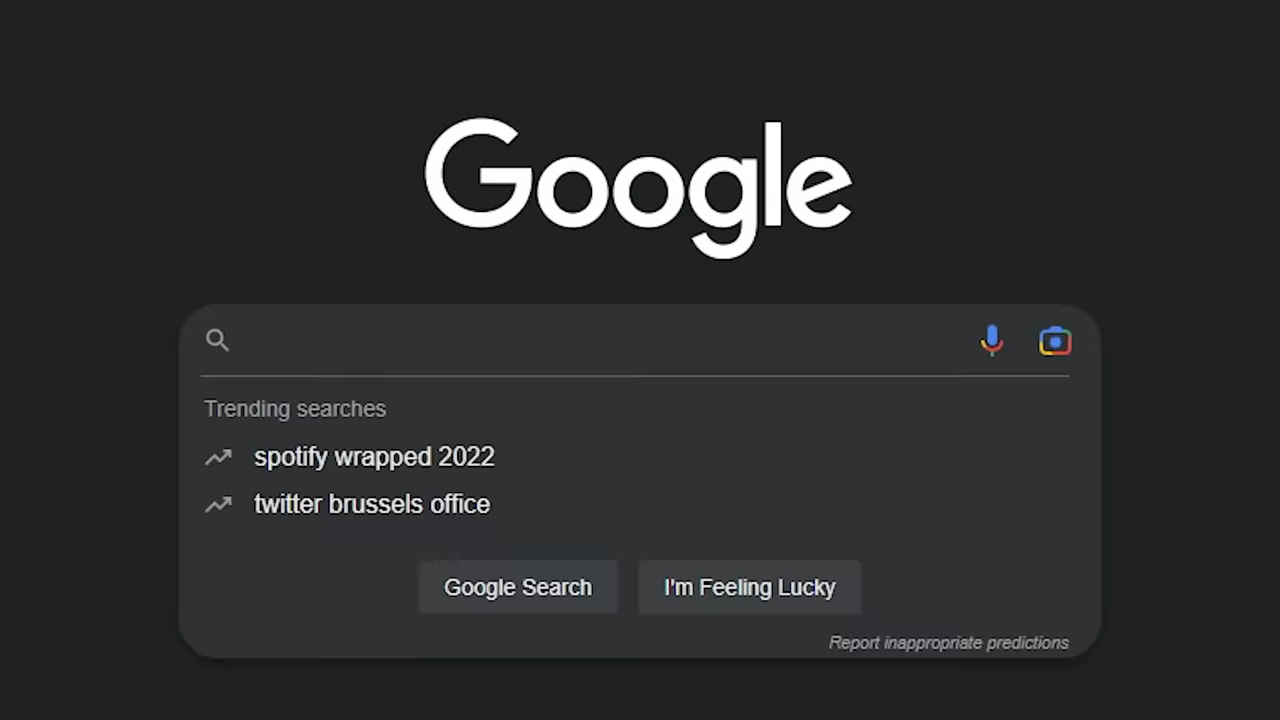 Google
Trending searches
spotify wrapped 2022
twitter brussels office
Google Search
I'm Feeling Lucky
Report inappropriate predictions